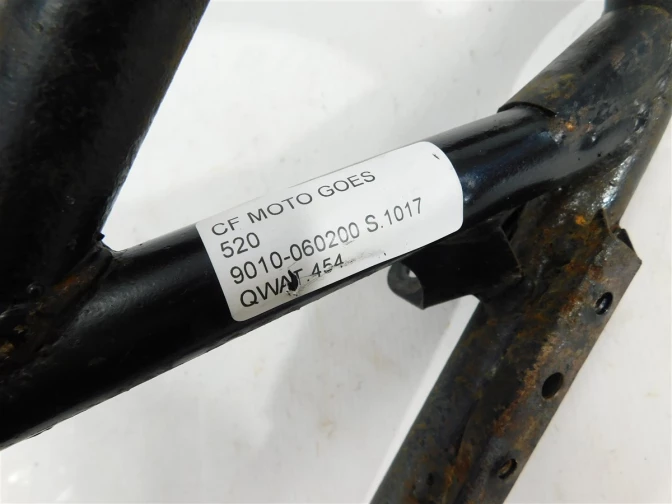 CF MOTO GOES
520
9010-060200 S.1017
QWAT 454